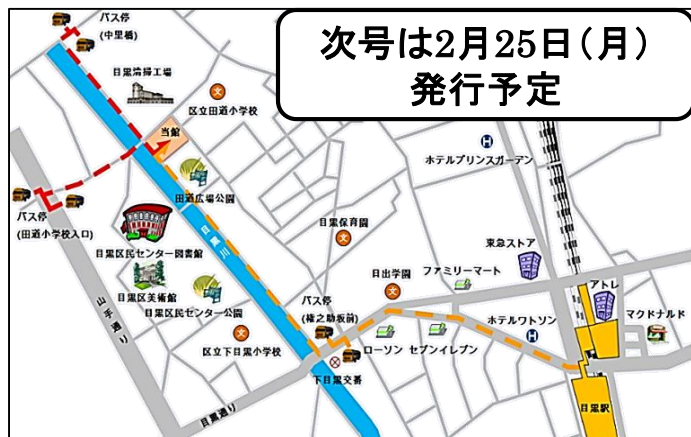 次号は2月25日（月）
発行予定
バス停
(中里橋)
目黒清掃工場
区立田道小学校
当館
田道広場公園
ホテルプリンスガーデン
バス停
(田道小学校入口)
目黒区民センター図書館
目黒区美術館
目黒区民センター公園
目黒川
目黒保育園
東急ストア
日出学園
ファミリーマート
アトレ
マクドナルド
バス停
(権之助坂前)
ホテルワトソン
ローソン
セブンイレブン
区立下目黒小学校
下目黒交番
山手通り
目黒通り
目黒駅
文
文
文
文
H
H